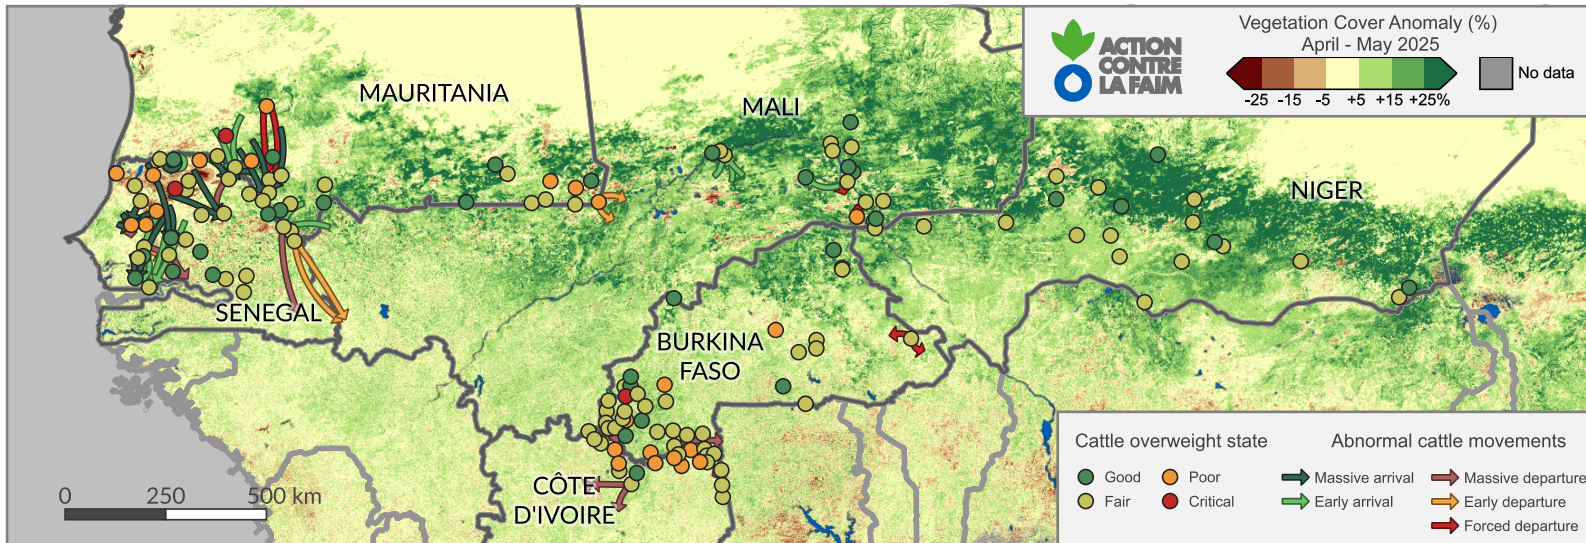 ACTION
CONTRE
LA FAIM
Vegetation Cover Anomaly (%)
April - May 2025
-25 -15 -5 +5 +15 +25%
No data
MAURITANIA
MALI
NIGER
SENEGAL
BURKINA
FASO
CÔTE
D'IVOIRE
0 250 500 km
Cattle overweight state
Good
Poor
Fair
Critical
Abnormal cattle movements
Massive arrival
Massive departure
Early arrival
Early departure
Forced departure